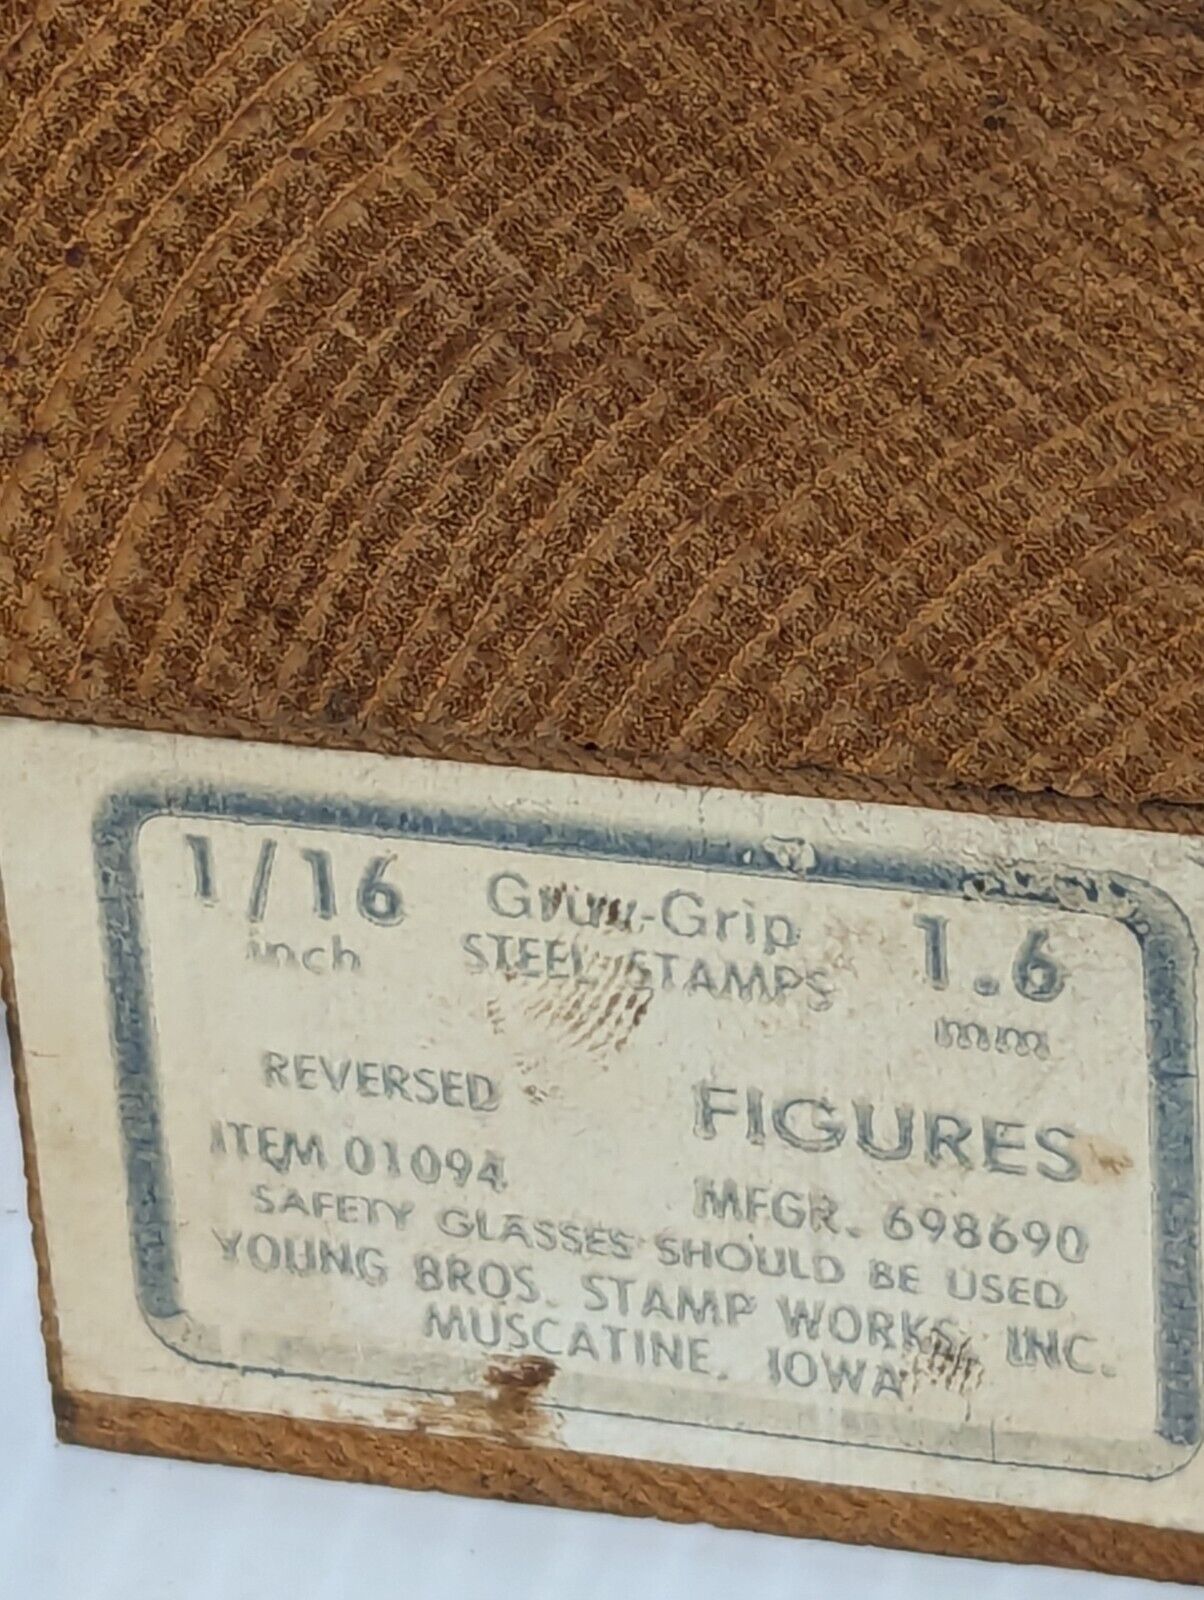 1/16 -Grip 1.6
inch STEEL STAMPS mm
REVERSED FIGURES
ITEM 01094 MFGR. 698690
SAFETY GLASSES SHOULD BE USED
YOUNG BROS. STAMP WORKS, INC.
MUSCATINE, IOWA